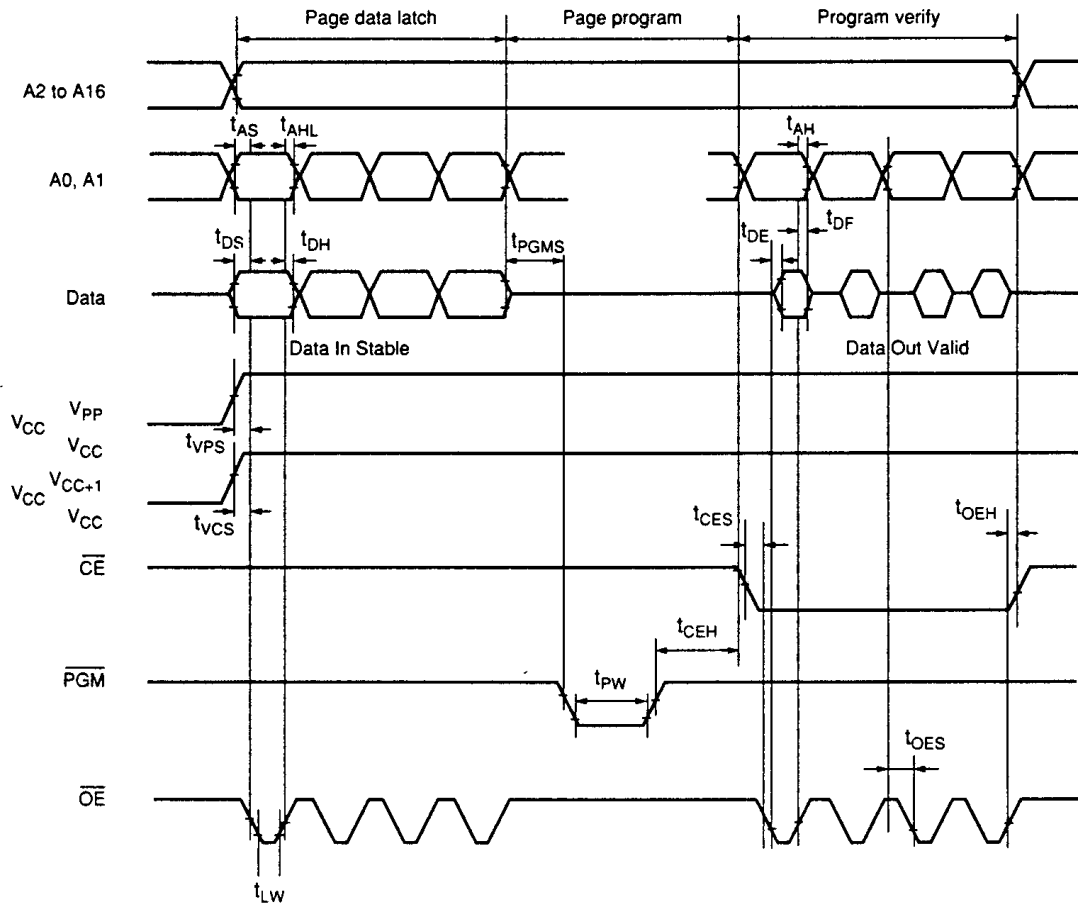 Page data latch Page program Program verify
A2 to A16
tAS tAHL tAH
A0, A1
tDS tDH tPGMS tDE tDF
Data
Data In Stable Data Out Valid
VPP
VCC
tVPS
VCC
VCC+1
VCC
tVCS
VCC
tCES tOEH
CE
tCEH
PGM
tPW
tOES
OE
tLW